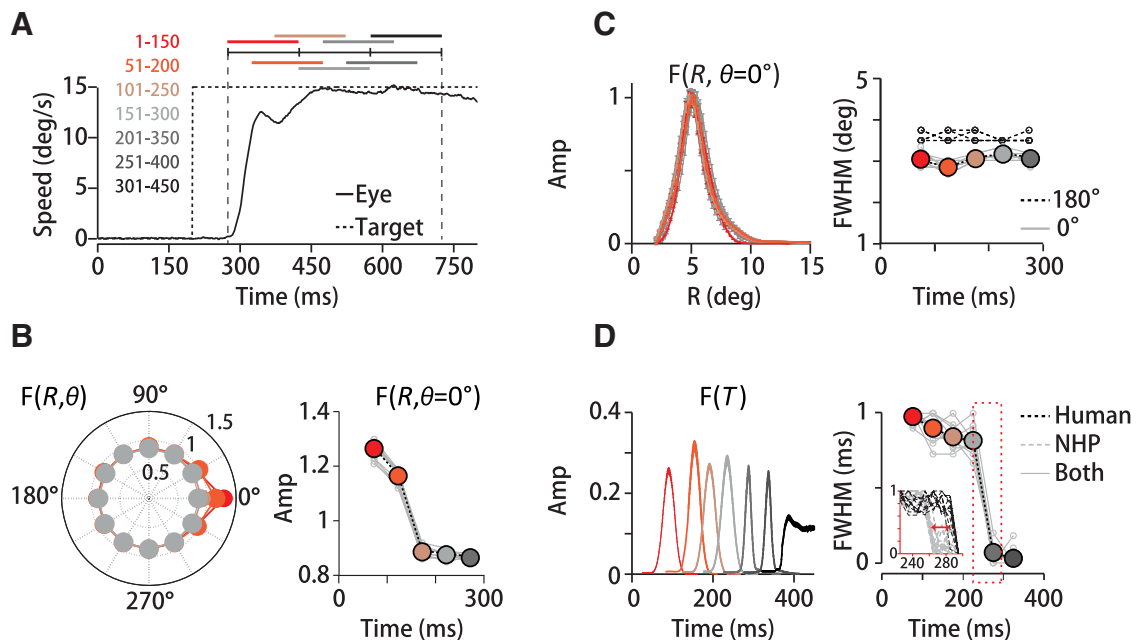 A
1-150
51-200
101-250
151-300
201-350
251-400
301-450
15
10
5
0
Speed (deg/s)
Eye
Target
0
150
300
450
600
750
Time (ms)
B
F(R,θ)
90°
1.5
1
0.5
180°
0°
270°
F(R,θ=0°)
1.4
1.2
1
0.8
Amp
0
300
Time (ms)
C
F(R, θ=0°)
1
0
Amp
0
5
10
15
R (deg)
5
1
FWHM (deg)
180°
0°
0
300
Time (ms)
D
F(T)
0.4
0.2
0
Amp
0
200
400
Time (ms)
1
0
FWHM (ms)
Human
NHP
Both
1
0
240
280
0
200
400
Time (ms)